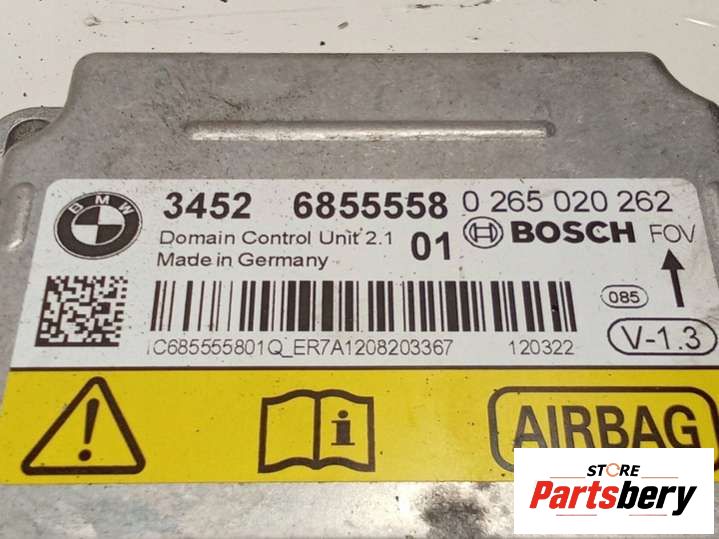 BMW
3452 6855558 0 265 020 262
Domain Control Unit 2.1 01 BOSCH FOV
Made in Germany
085
V-1.3
IC685555801Q_ER7A1208203367 120322
i
AIRBAG
STORE
Partsbery